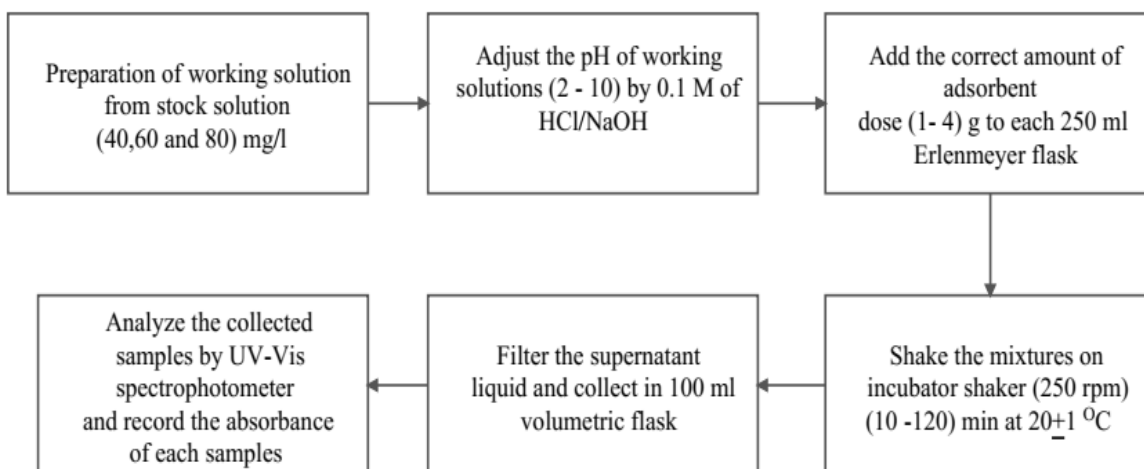 Preparation of working solution
from stock solution
(40,60 and 80) mg/l
Adjust the pH of working
solutions (2 - 10) by 0.1 M of
HCl/NaOH
Add the correct amount of
adsorbent
dose (1- 4) g to each 250 ml
Erlenmeyer flask
Shake the mixtures on
incubator shaker (250 rpm)
(10 -120) min at 20±1 ᴼC
Filter the supernatant
liquid and collect in 100 ml
volumetric flask
Analyze the collected
samples by UV-Vis
spectrophotometer
and record the absorbance
of each samples